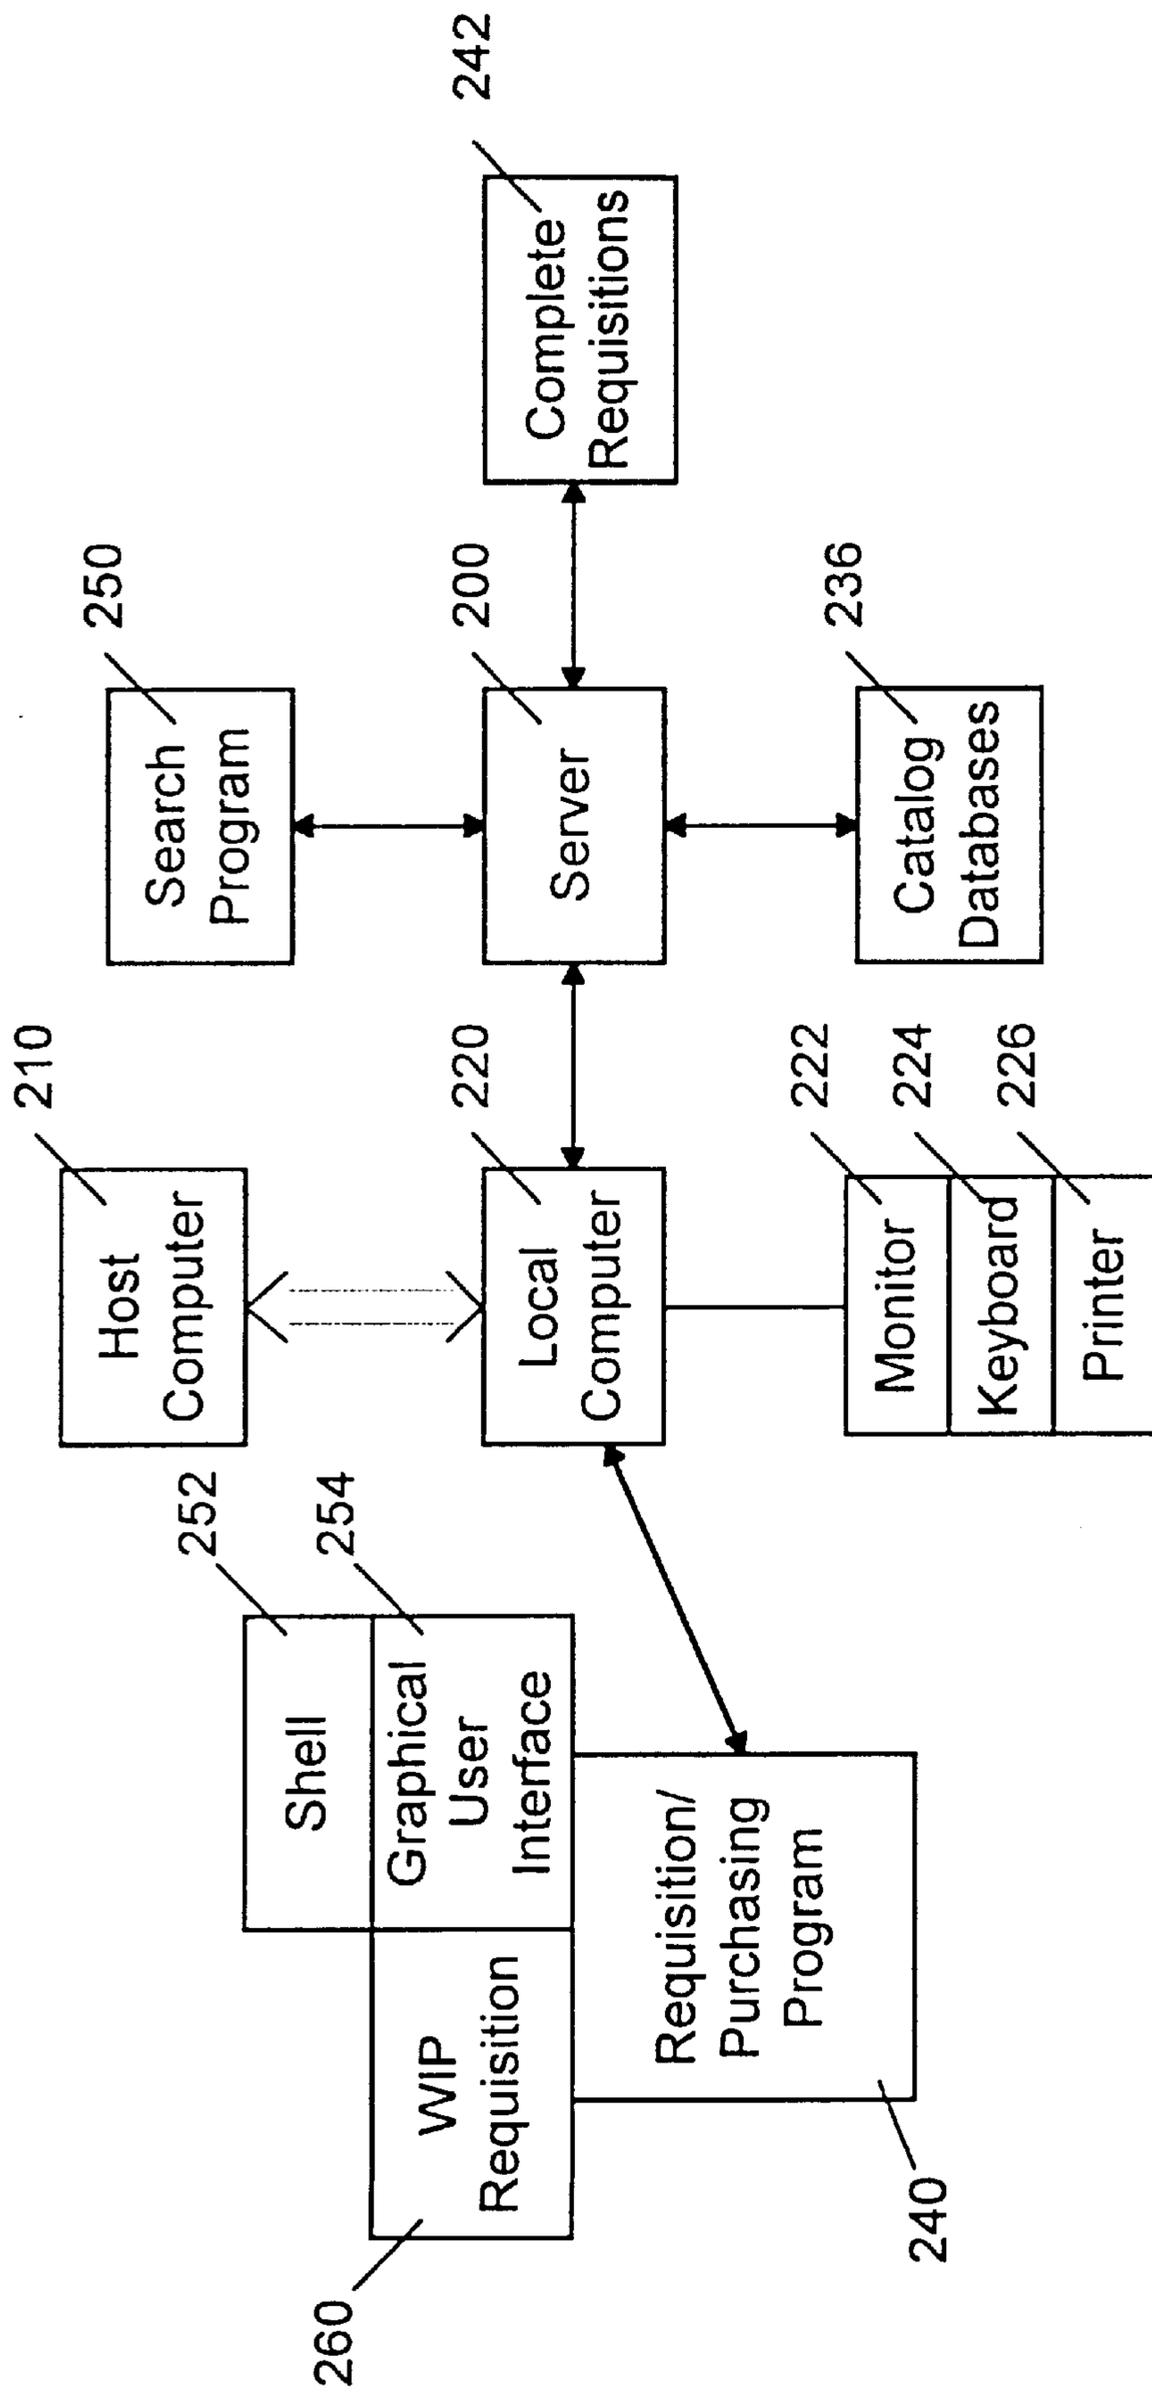 210
Host
Computer
250
Search
Program
252
Shell
254
Graphical
User
Interface
260
WIP
Requisition
220
Local
Computer
200
Server
242
Complete
Requisitions
Requisition/
Purchasing
Program
240
222
Monitor
224
Keyboard
226
Printer
236
Catalog
Databases